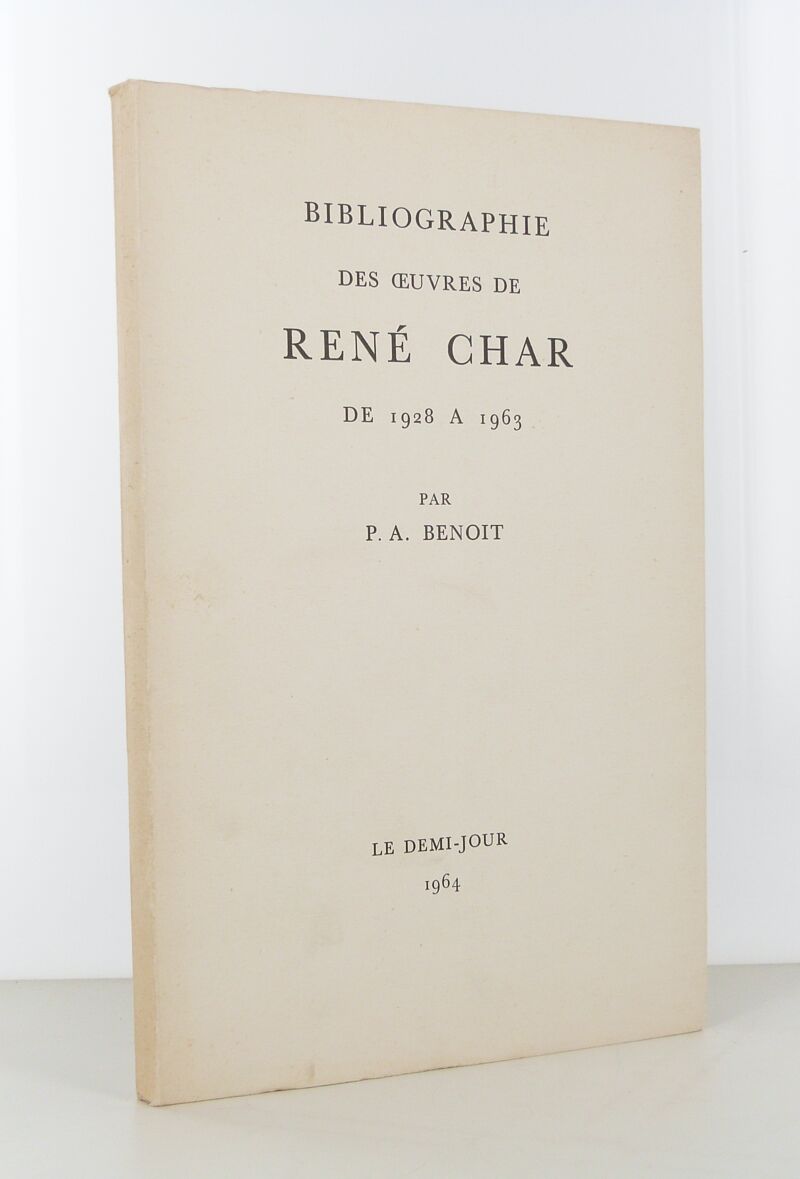 BIBLIOGRAPHIE
DES ŒUVRES DE
RENÉ CHAR
DE 1928 A 1963
PAR
P. A. BENOIT
LE DEMI-JOUR
1964